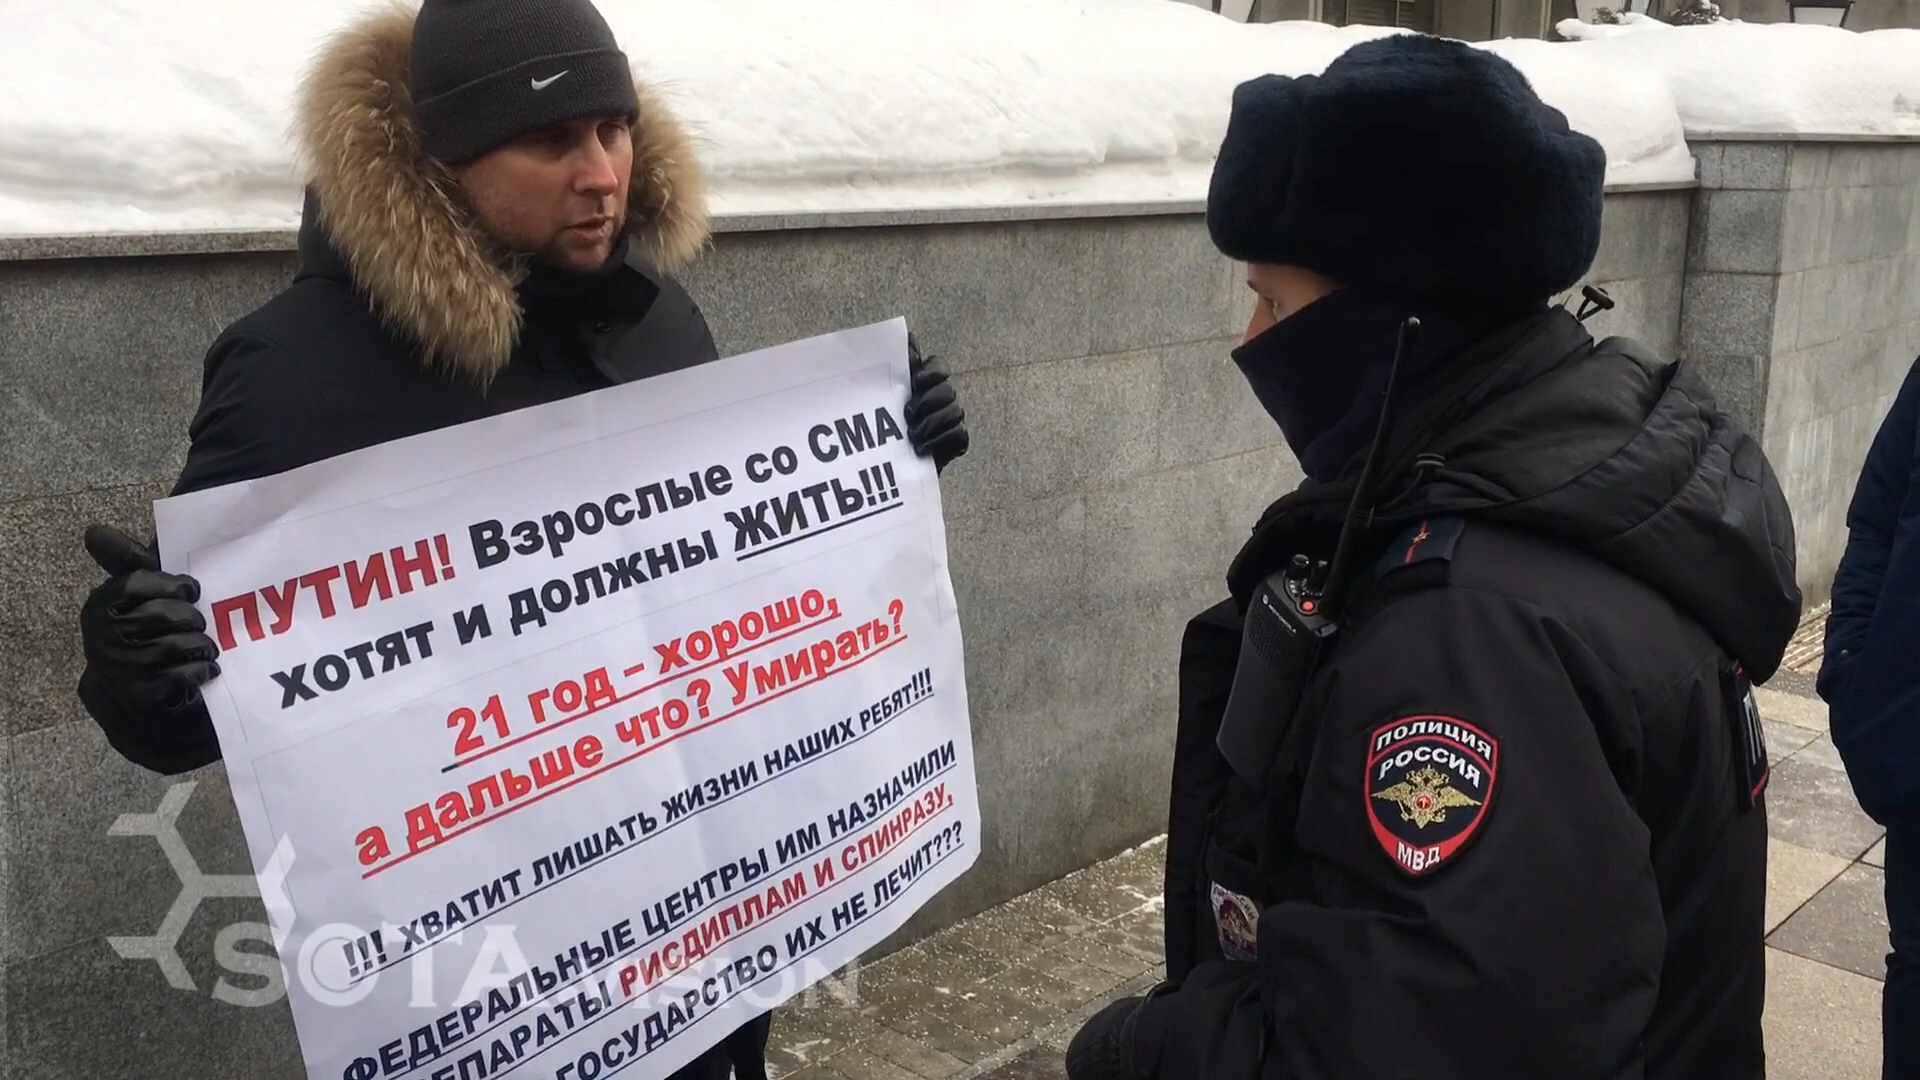 ПУТИН! Взрослые со СМА
хотят и должны ЖИТЬ!!!
21 год – хорошо,
а дальше что? Умирать?
!!! ХВАТИТ ЛИШАТЬ ЖИЗНИ НАШИХ РЕБЯТ!!!
ФЕДЕРАЛЬНЫЕ ЦЕНТРЫ ИМ НАЗНАЧИЛИ
РИСДИПЛАМ И СПИНРАЗУ,
ГОСУДАРСТВО ИХ НЕ ЛЕЧИТ???
ПОЛИЦИЯ
РОССИЯ
МВД
SOTAVISION